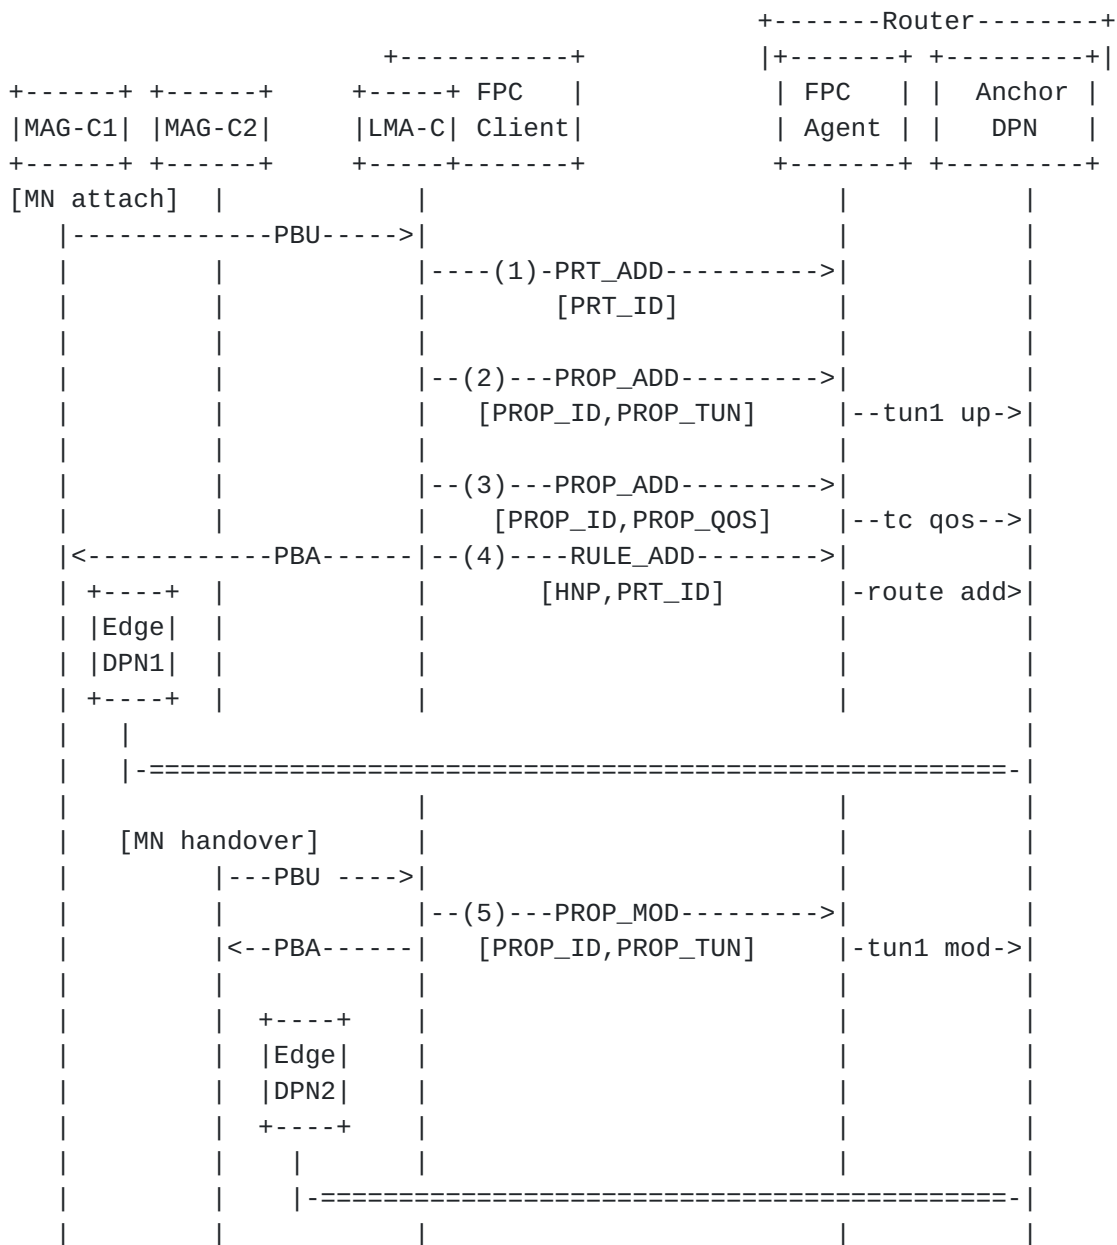 +-------Router--------+
                        +-----------+            |+-------+ +---------+|
+------+ +------+     +-----+ FPC   |            | FPC   | |  Anchor |
|MAG-C1| |MAG-C2|     |LMA-C| Client|            | Agent | |   DPN   |
+------+ +------+     +-----+-------+            +-------+ +---------+
[MN attach]  |            |                          |           |
   |-------------PBU----->|                          |           |
   |         |            |----(1)-PRT_ADD---------->|           |
   |         |            |        [PRT_ID]          |           |
   |         |            |                          |           |
   |         |            |--(2)---PROP_ADD--------->|           |
   |         |            |   [PROP_ID,PROP_TUN]     |--tun1 up->|
   |         |            |                          |           |
   |         |            |--(3)---PROP_ADD--------->|           |
   |         |            |    [PROP_ID,PROP_QOS]    |--tc qos-->|
   |<------------PBA------|--(4)----RULE_ADD-------->|           |
   | +----+  |            |       [HNP,PRT_ID]       |-route add>|
   | |Edge|  |            |                          |           |
   | |DPN1|  |            |                          |           |
   | +----+  |            |                          |           |
   |   |                                                         |
   |   |-=======================================================-|
   |                      |                          |           |
   |   [MN handover]      |                          |           |
   |         |---PBU ---->|                          |           |
   |         |            |--(5)---PROP_MOD--------->|           |
   |         |<--PBA------|   [PROP_ID,PROP_TUN]     |-tun1 mod->|
   |         |            |                          |           |
   |         |  +----+    |                          |           |
   |         |  |Edge|    |                          |           |
   |         |  |DPN2|    |                          |           |
   |         |  +----+    |                          |           |
   |         |    |       |                          |           |
   |         |    |-============================================-|
   |         |            |                          |           |